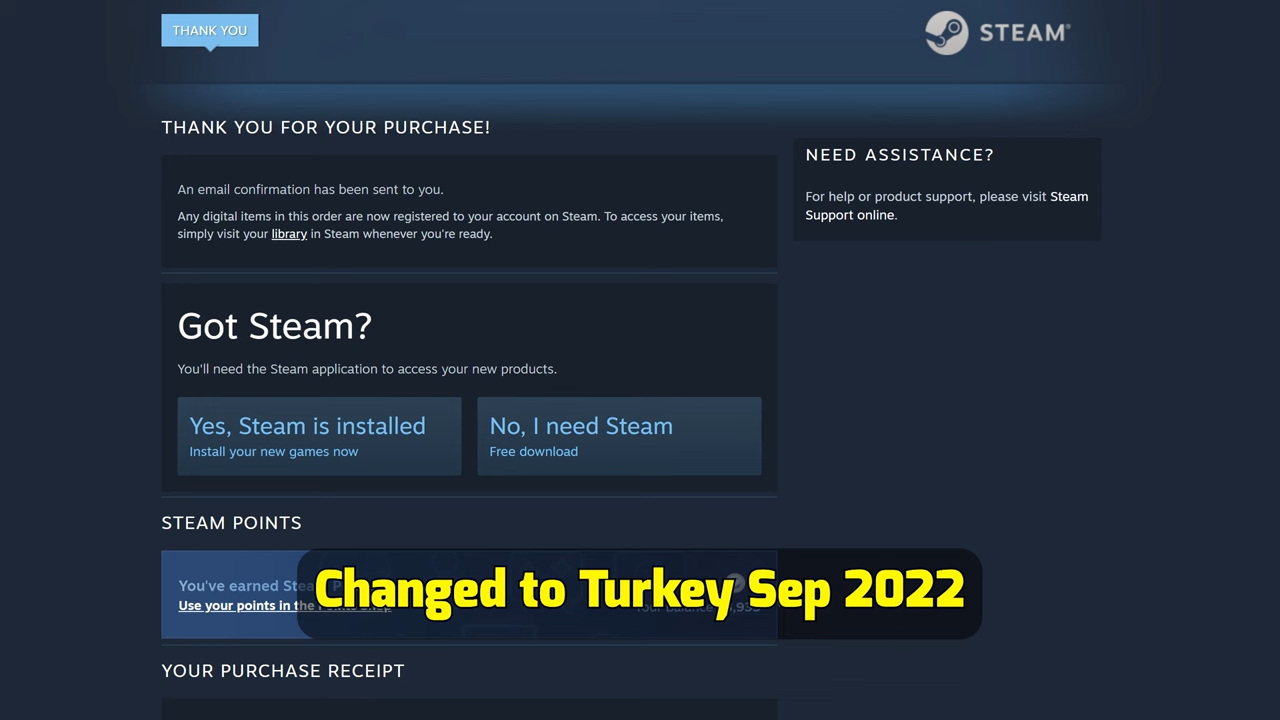 THANK YOU
STEAM®
THANK YOU FOR YOUR PURCHASE!
An email confirmation has been sent to you.
Any digital items in this order are now registered to your account on Steam. To access your items,
simply visit your library in Steam whenever you're ready.
NEED ASSISTANCE?
For help or product support, please visit Steam
Support online.
Got Steam?
You'll need the Steam application to access your new products.
Yes, Steam is installed
Install your new games now
No, I need Steam
Free download
STEAM POINTS
You've earned
Use your points in the
Changed to Turkey Sep 2022
YOUR PURCHASE RECEIPT